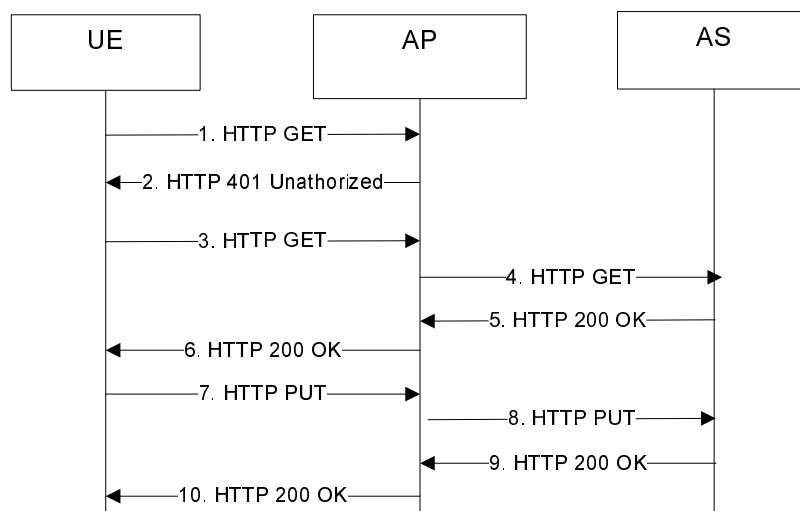 UE
AP
AS
1. HTTP GET
2. HTTP 401 Unathorized
3. HTTP GET
4. HTTP GET
5. HTTP 200 OK
6. HTTP 200 OK
7. HTTP PUT
8. HTTP PUT
9. HTTP 200 OK
10. HTTP 200 OK